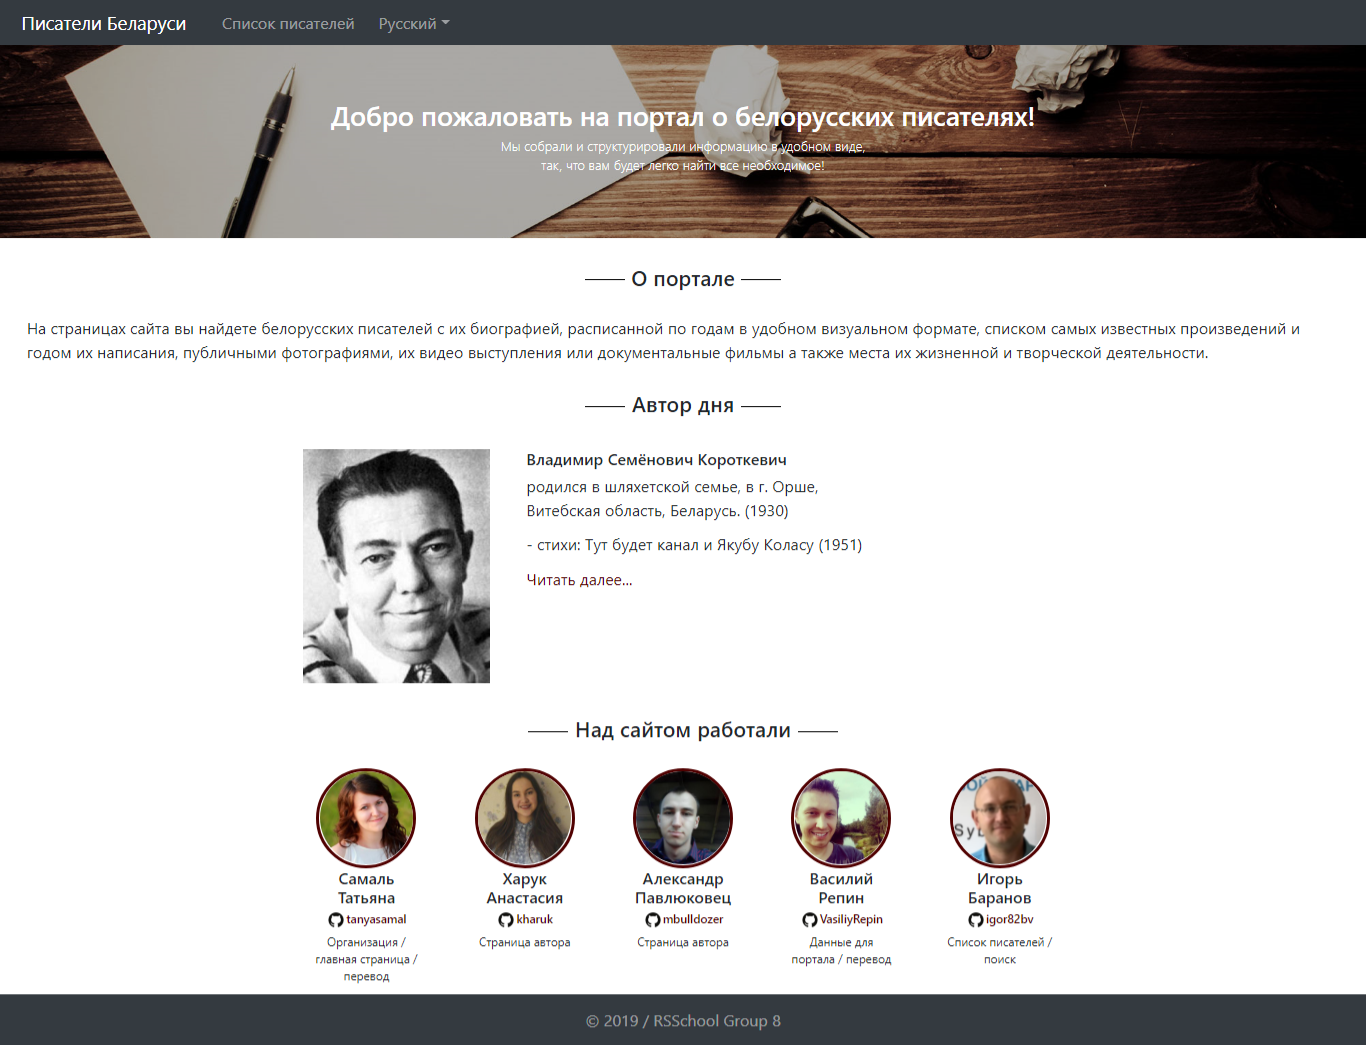 Писатели Беларуси
Список писателей
Русский
Добро пожаловать на портал о белорусских писателях!
Мы собрали и структурировали информацию в удобном виде,
так, что вам будет легко найти все необходимое!
О портале
На страницах сайта вы найдете белорусских писателей с их биографией, расписанной по годам в удобном визуальном формате, списком самых известных произведений и
годом их написания, публичными фотографиями, их видео выступления или документальные фильмы а также места их жизненной и творческой деятельности.
Автор дня
Владимир Семёнович Короткевич
родился в шляхетской семье, в г. Орше,
Витебская область, Беларусь. (1930)
- стихи: Тут будет канал и Якубу Коласу (1951)
Читать далее...
Над сайтом работали
Самаль
Татьяна
tanyasamal
Организация /
главная страница /
перевод
Харук
Анастасия
kharuk
Страница автора
Александр
Павлюковец
mbulldozer
Страница автора
Василий
Репин
VasiliyRepin
Данные для
портала / перевод
Игорь
Баранов
igor82bv
Список писателей /
поиск
© 2019 / RSSchool Group 8